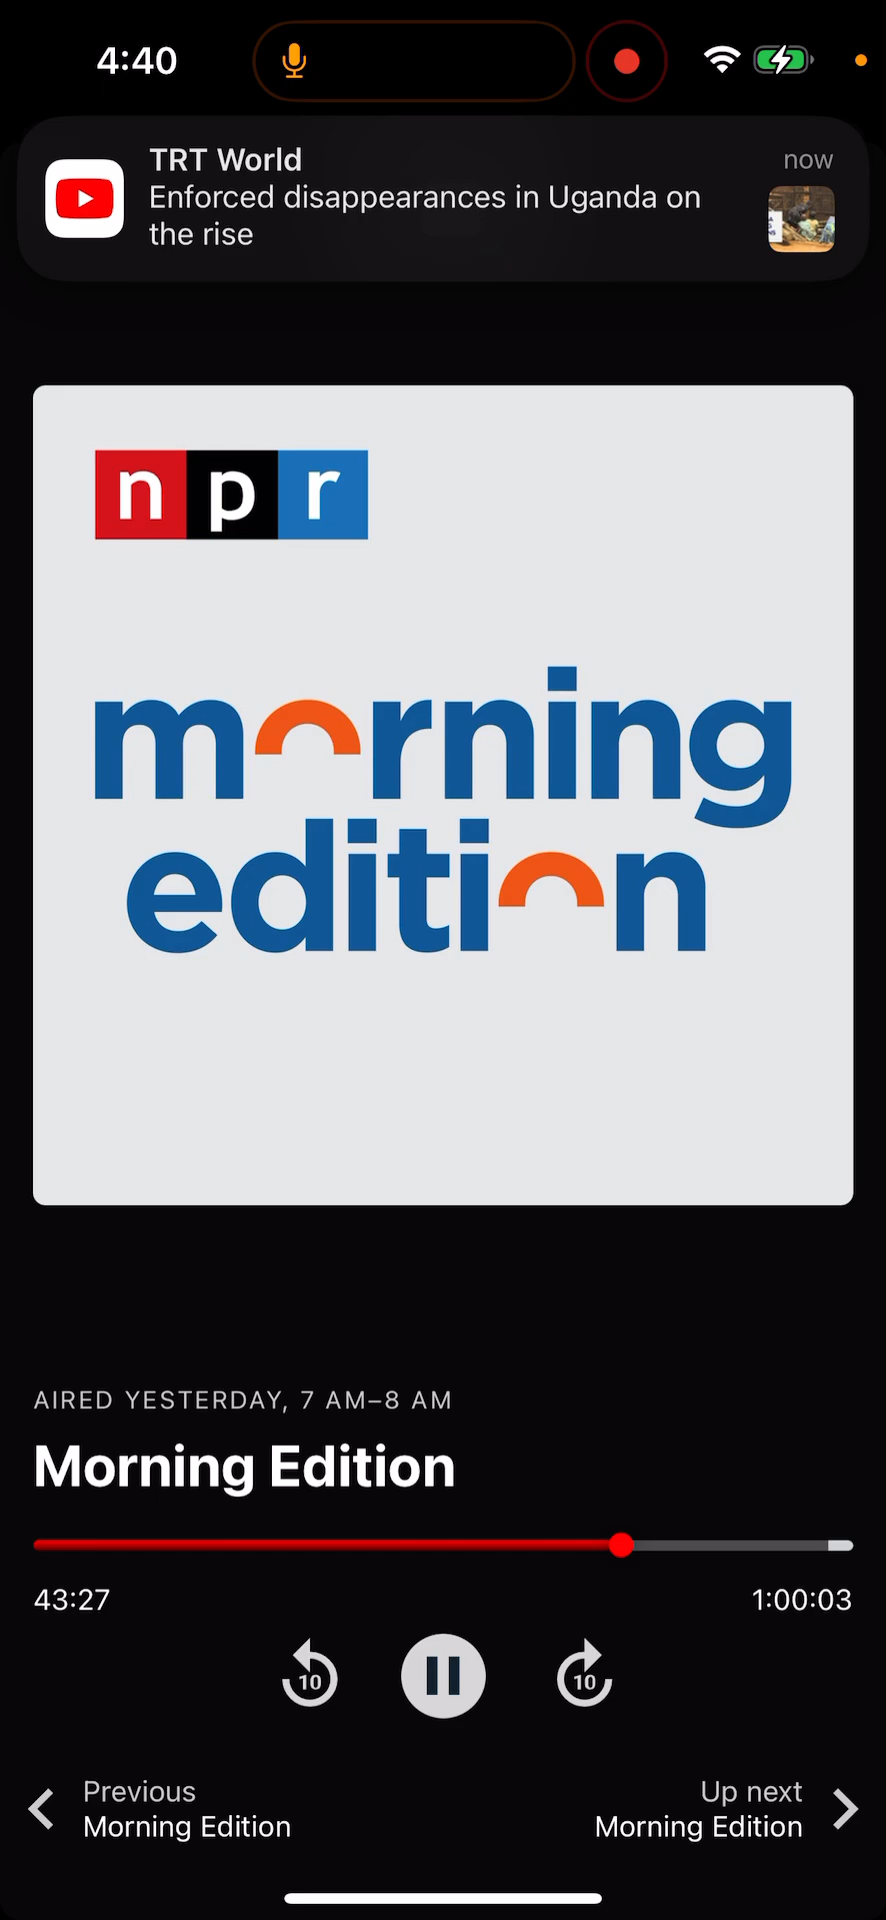 4:40
TRT World
now
Enforced disappearances in Uganda on
the rise
npr
morning
edition
AIRED YESTERDAY, 7 AM–8 AM
Morning Edition
43:27
1:00:03
10
10
Previous
Morning Edition
Up next
Morning Edition